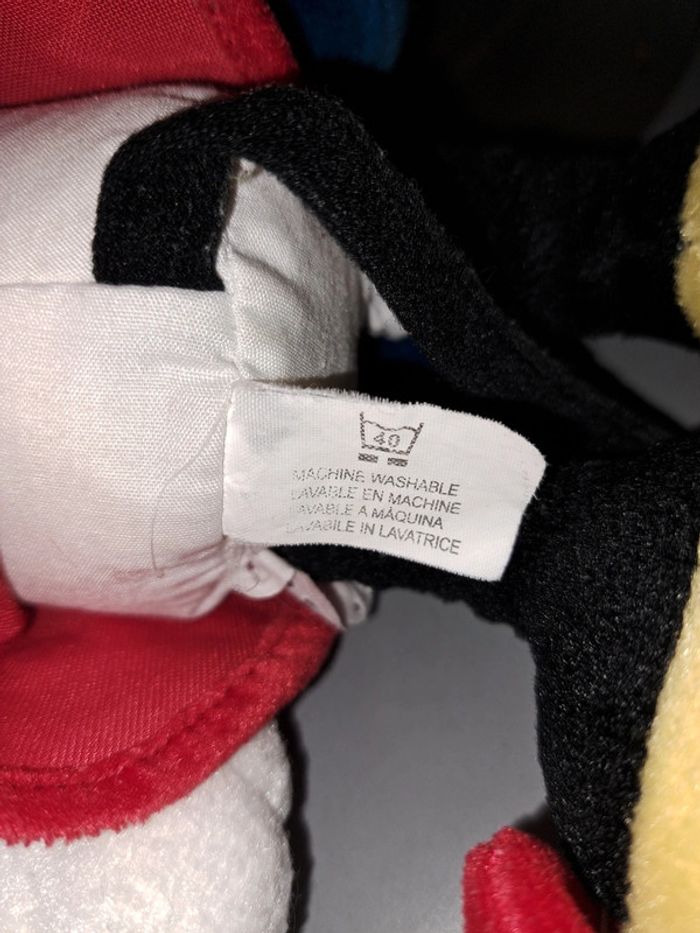 40
MACHINE WASHABLE
LAVABLE EN MACHINE
LAVABLE A MÁQUINA
LAVABILE IN LAVATRICE